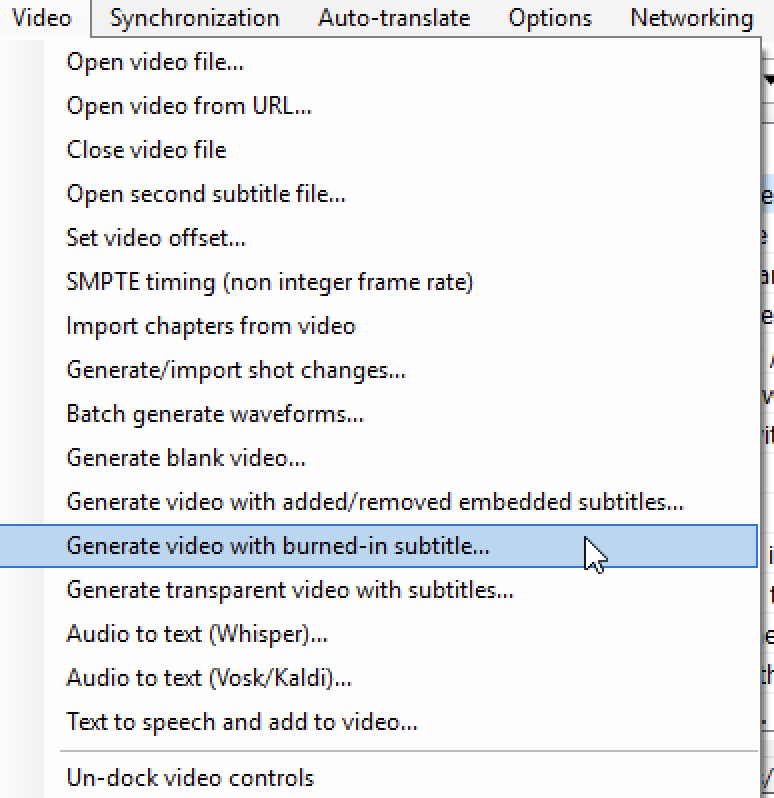 Video Synchronization Auto-translate Options Networking
Open video file...
Open video from URL...
Close video file
Open second subtitle file...
Set video offset...
SMPTE timing (non integer frame rate)
Import chapters from video
Generate/import shot changes...
Batch generate waveforms...
Generate blank video...
Generate video with added/removed embedded subtitles...
Generate video with burned-in subtitle...
Generate transparent video with subtitles...
Audio to text (Whisper)...
Audio to text (Vosk/Kaldi)...
Text to speech and add to video...
Un-dock video controls